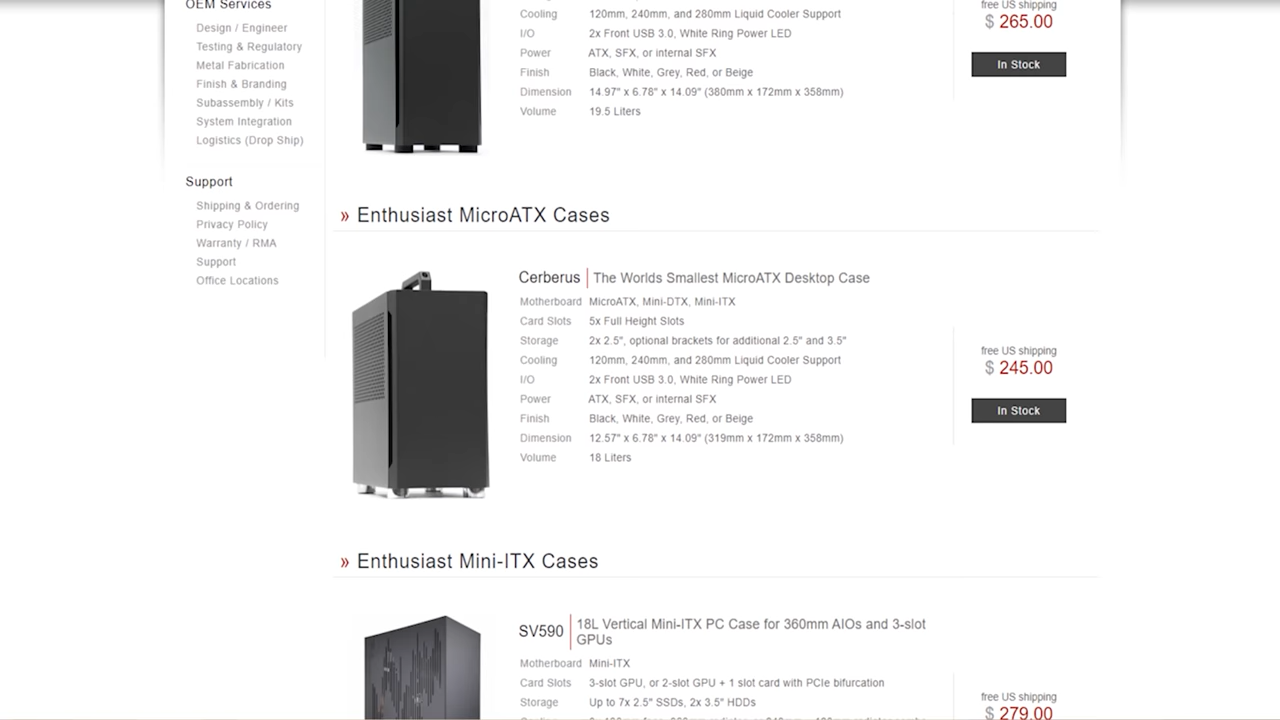 OEM Services
Design / Engineer
Testing & Regulatory
Metal Fabrication
Finish & Branding
Subassembly / Kits
System Integration
Logistics (Drop Ship)
Support
Shipping & Ordering
Privacy Policy
Warranty / RMA
Support
Office Locations
Cooling 120mm, 240mm, and 280mm Liquid Cooler Support
I/O 2x Front USB 3.0, White Ring Power LED
Power ATX, SFX, or internal SFX
Finish Black, White, Grey, Red, or Beige
Dimension 14.97" x 6.78" x 14.09" (380mm x 172mm x 358mm)
Volume 19.5 Liters
free US shipping
$ 265.00
In Stock
» Enthusiast MicroATX Cases
Cerberus | The Worlds Smallest MicroATX Desktop Case
Motherboard MicroATX, Mini-DTX, Mini-ITX
Card Slots 5x Full Height Slots
Storage 2x 2.5", optional brackets for additional 2.5" and 3.5"
Cooling 120mm, 240mm, and 280mm Liquid Cooler Support
I/O 2x Front USB 3.0, White Ring Power LED
Power ATX, SFX, or internal SFX
Finish Black, White, Grey, Red, or Beige
Dimension 12.57" x 6.78" x 14.09" (319mm x 172mm x 358mm)
Volume 18 Liters
free US shipping
$ 245.00
In Stock
» Enthusiast Mini-ITX Cases
SV590 | 18L Vertical Mini-ITX PC Case for 360mm AIOs and 3-slot
GPUs
Motherboard Mini-ITX
Card Slots 3-slot GPU, or 2-slot GPU + 1 slot card with PCIe bifurcation
Storage Up to 7x 2.5" SSDs, 2x 3.5" HDDs
free US shipping
$ 279.00